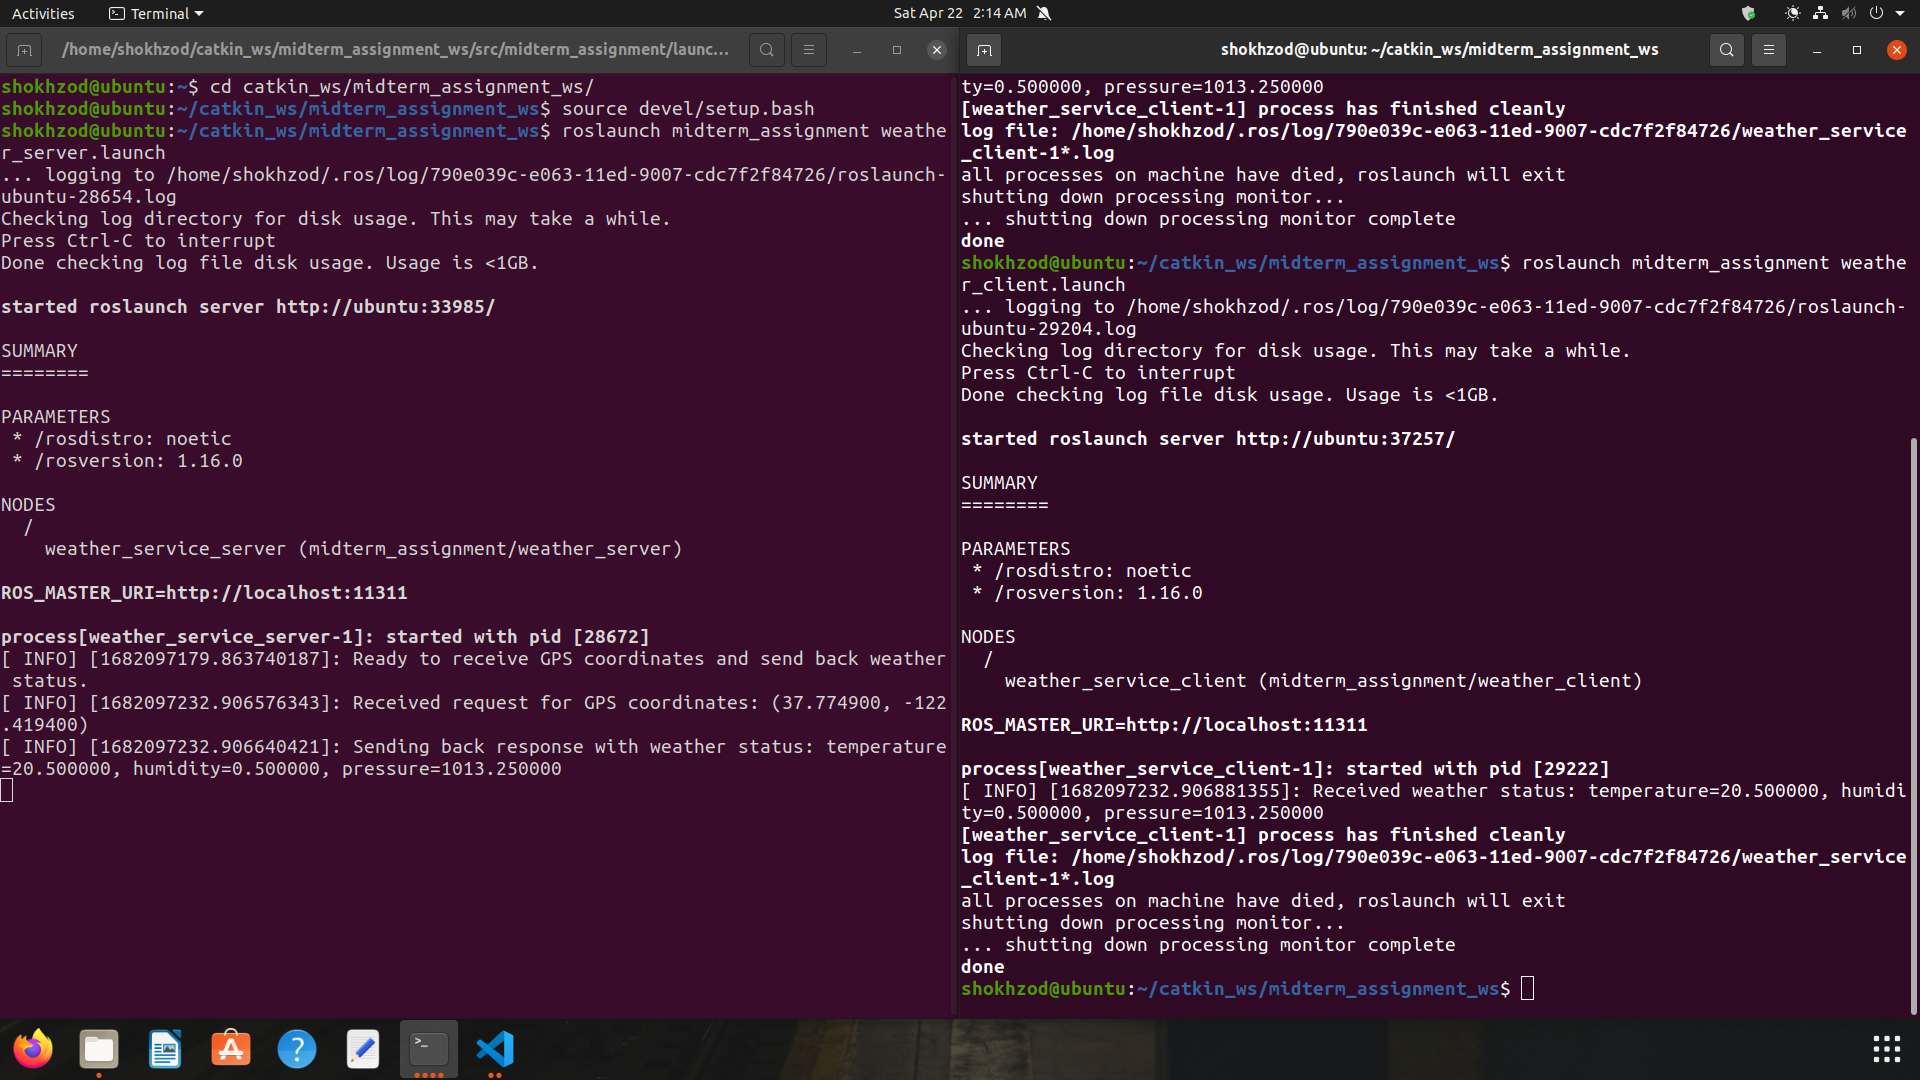 Activities
Terminal
Sat Apr 22 2:14 AM
/home/shokhzod/catkin_ws/midterm_assignment_ws/src/midterm_assignment/launc...
shokhzod@ubuntu:~$ cd catkin_ws/midterm_assignment_ws/
shokhzod@ubuntu:~/catkin_ws/midterm_assignment_ws$ source devel/setup.bash
shokhzod@ubuntu:~/catkin_ws/midterm_assignment_ws$ roslaunch midterm_assignment weathe
r_server.launch
... logging to /home/shokhzod/.ros/log/790e039c-e063-11ed-9007-cdc7f2f84726/roslaunch-
ubuntu-28654.log
Checking log directory for disk usage. This may take a while.
Press Ctrl-C to interrupt
Done checking log file disk usage. Usage is <1GB.
started roslaunch server http://ubuntu:33985/
SUMMARY
========
PARAMETERS
* /rosdistro: noetic
* /rosversion: 1.16.0
NODES
/
weather_service_server (midterm_assignment/weather_server)
ROS_MASTER_URI=http://localhost:11311
process[weather_service_server-1]: started with pid [28672]
[ INFO] [1682097179.863740187]: Ready to receive GPS coordinates and send back weather
status.
[ INFO] [1682097232.906576343]: Received request for GPS coordinates: (37.774900, -122
.419400)
[ INFO] [1682097232.906640421]: Sending back response with weather status: temperature
=20.500000, humidity=0.500000, pressure=1013.250000
shokhzod@ubuntu: ~/catkin_ws/midterm_assignment_ws
ty=0.500000, pressure=1013.250000
[weather_service_client-1] process has finished cleanly
log file: /home/shokhzod/.ros/log/790e039c-e063-11ed-9007-cdc7f2f84726/weather_service
_client-1*.log
all processes on machine have died, roslaunch will exit
shutting down processing monitor...
... shutting down processing monitor complete
done
shokhzod@ubuntu:~/catkin_ws/midterm_assignment_ws$ roslaunch midterm_assignment weathe
r_client.launch
... logging to /home/shokhzod/.ros/log/790e039c-e063-11ed-9007-cdc7f2f84726/roslaunch-
ubuntu-29204.log
Checking log directory for disk usage. This may take a while.
Press Ctrl-C to interrupt
Done checking log file disk usage. Usage is <1GB.
started roslaunch server http://ubuntu:37257/
SUMMARY
========
PARAMETERS
* /rosdistro: noetic
* /rosversion: 1.16.0
NODES
/
weather_service_client (midterm_assignment/weather_client)
ROS_MASTER_URI=http://localhost:11311
process[weather_service_client-1]: started with pid [29222]
[ INFO] [1682097232.906881355]: Received weather status: temperature=20.500000, humidi
ty=0.500000, pressure=1013.250000
[weather_service_client-1] process has finished cleanly
log file: /home/shokhzod/.ros/log/790e039c-e063-11ed-9007-cdc7f2f84726/weather_service
_client-1*.log
all processes on machine have died, roslaunch will exit
shutting down processing monitor...
... shutting down processing monitor complete
done
shokhzod@ubuntu:~/catkin_ws/midterm_assignment_ws$